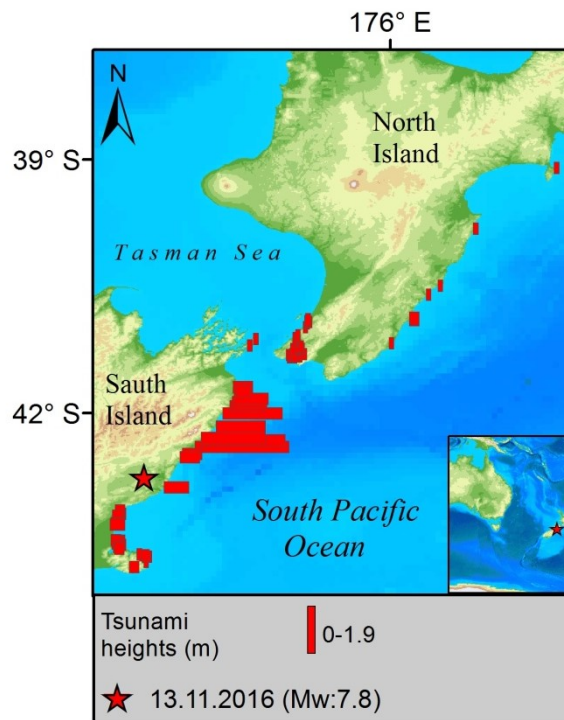 176° E
N
North
Island
39° S
Tasman Sea
Sauth
Island
42° S
South Pacific
Ocean
Tsunami
heights (m)
0-1.9
13.11.2016 (Mw:7.8)